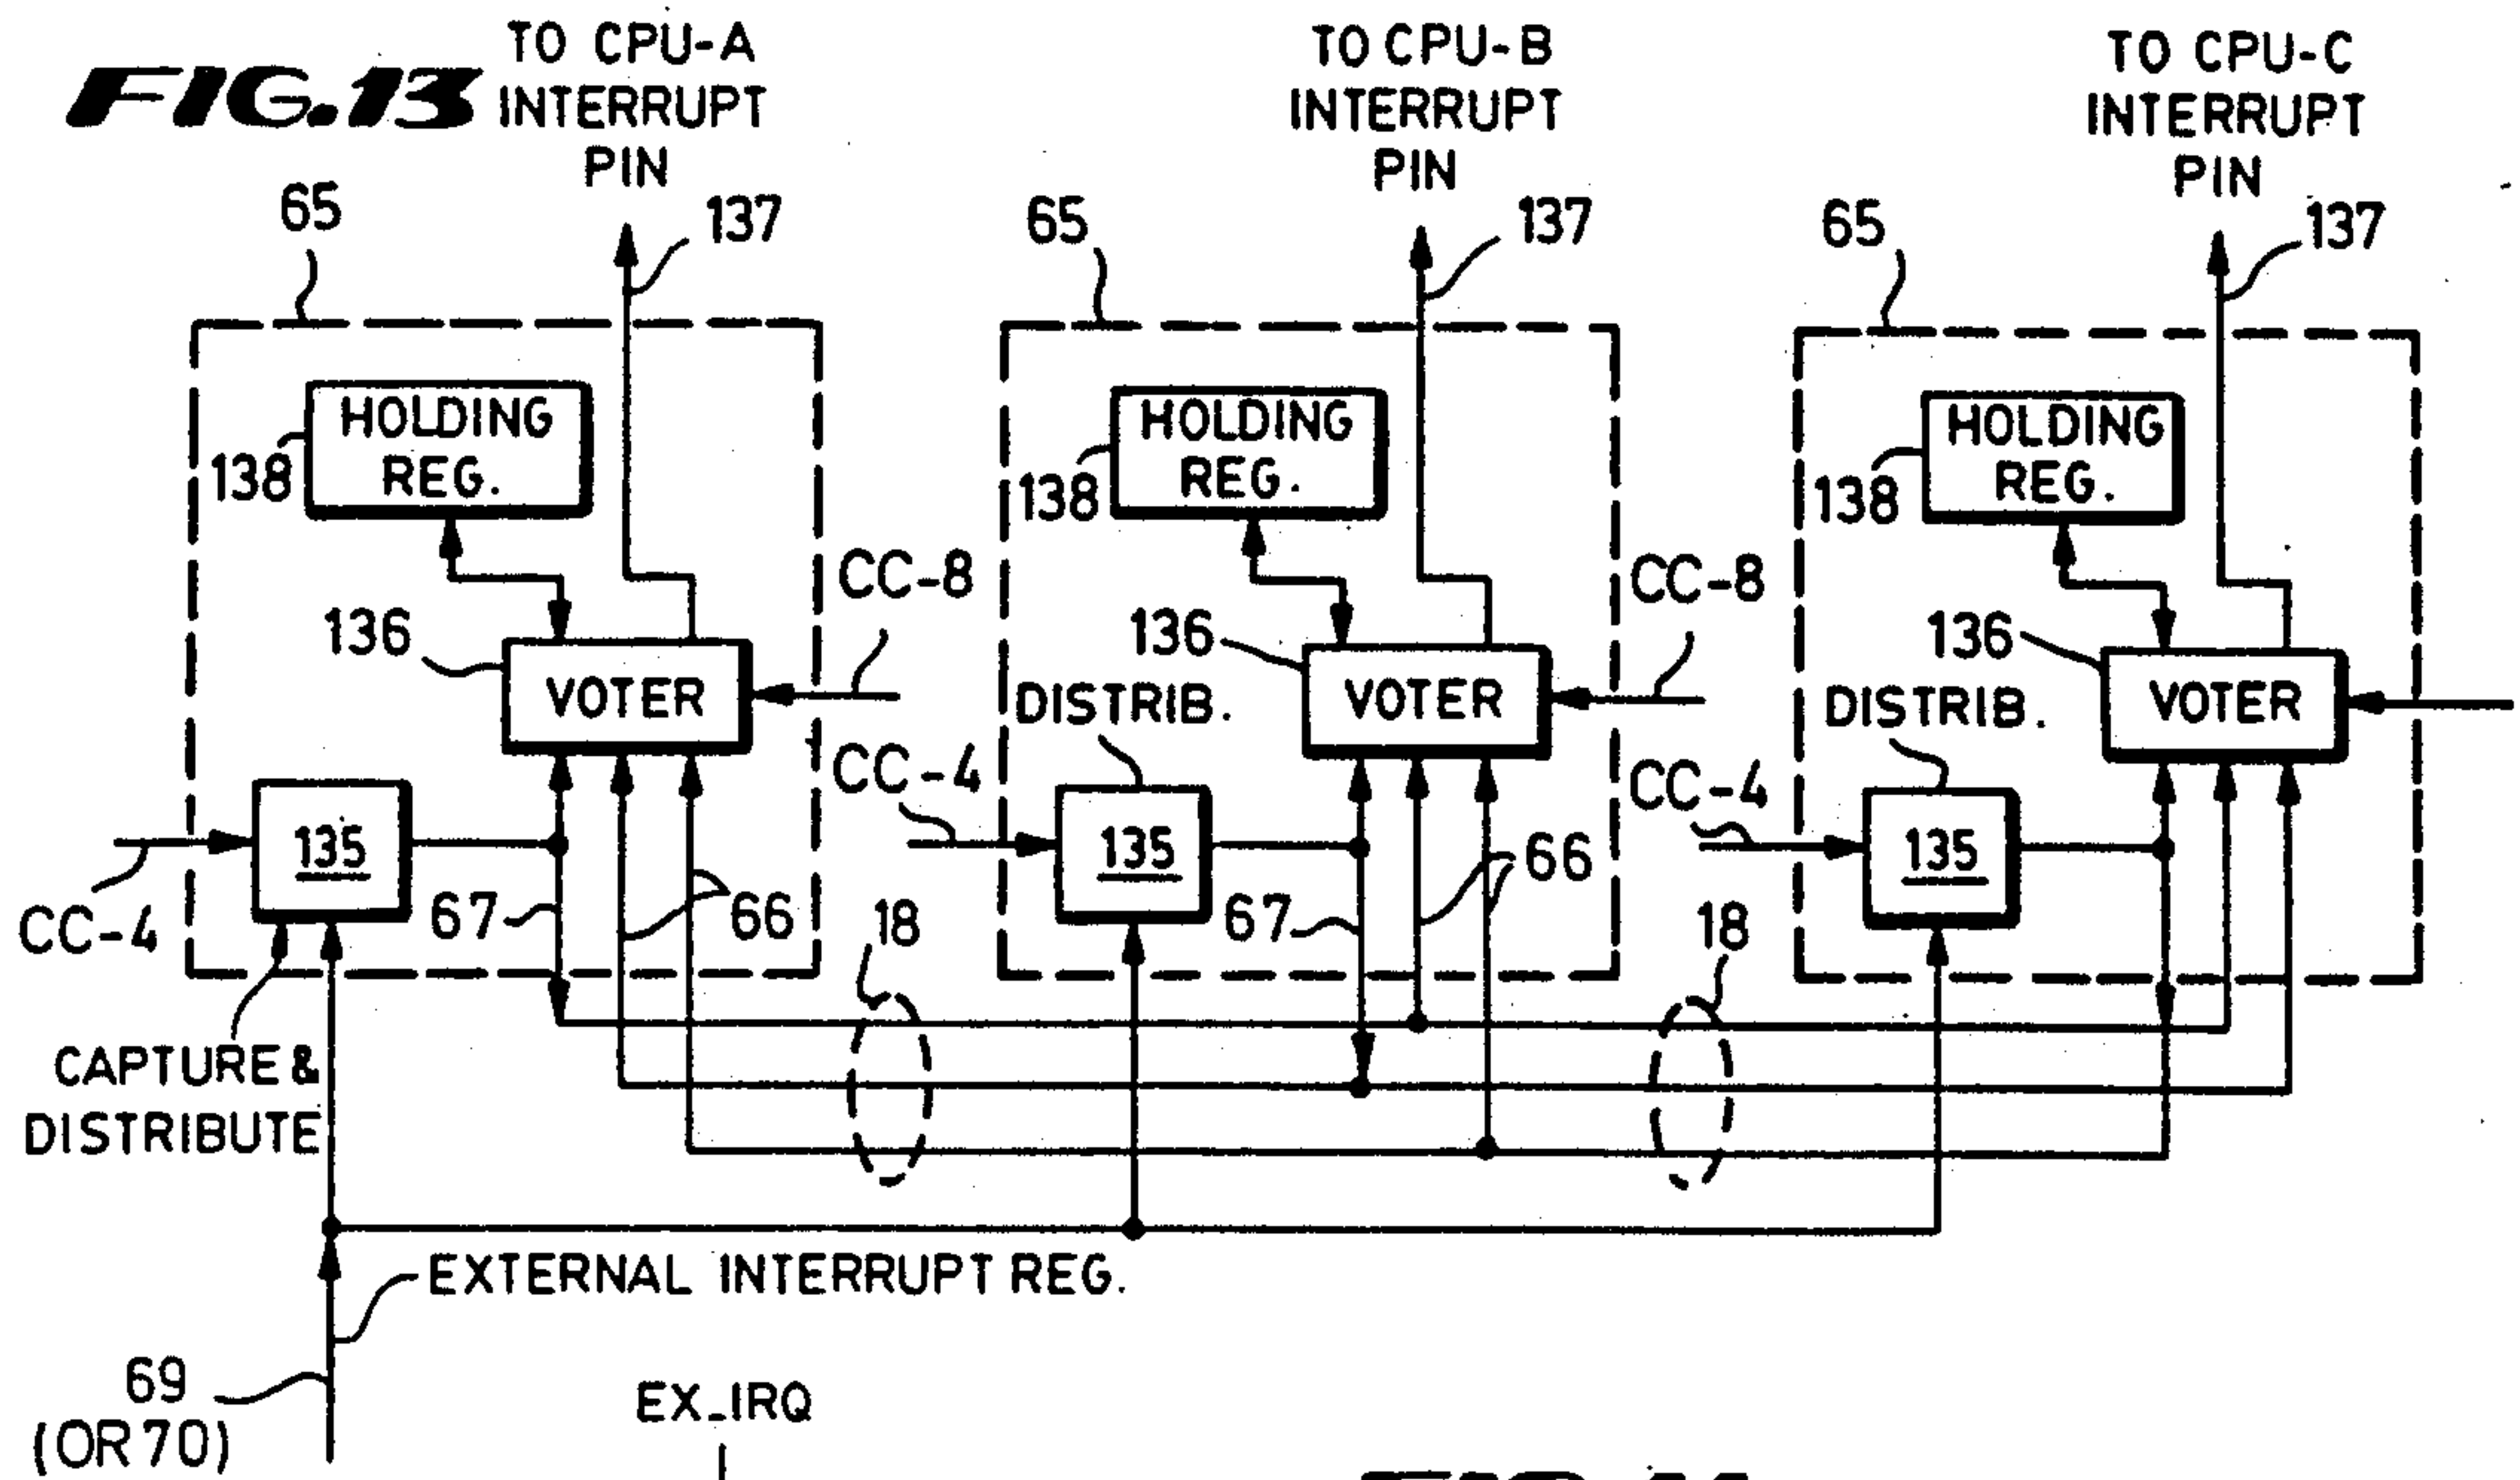 FIG.13
TO CPU-A
INTERRUPT
PIN
TO CPU-B
INTERRUPT
PIN
TO CPU-C
INTERRUPT
PIN
65
137
65
137
65
137
HOLDING
REG.
138
HOLDING
REG.
138
HOLDING
REG.
138
CC-8
CC-8
136
136
136
VOTER
DISTRIB.
VOTER
DISTRIB.
VOTER
CC-4
CC-4
135
135
135
CC-4
67
66
18
67
66
18
CAPTURE &
DISTRIBUTE
EXTERNAL INTERRUPT REG.
69
(OR 70)
EX_IRQ